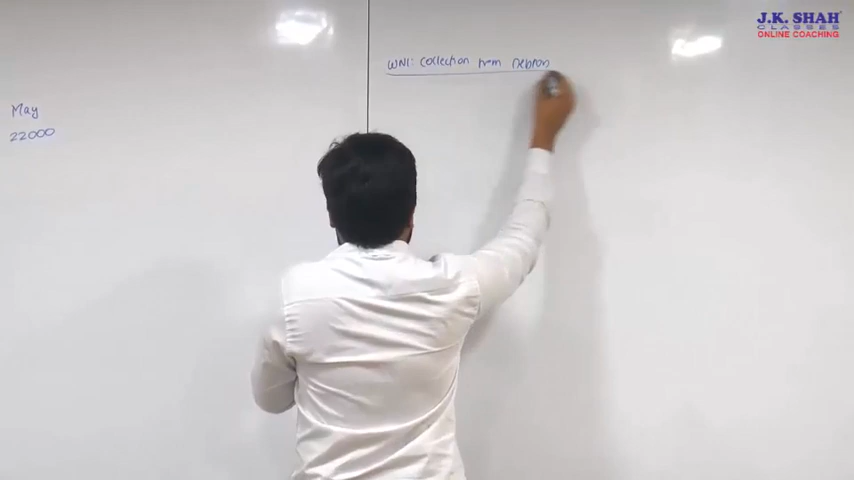 J.K. SHAH
CLASSES
ONLINE COACHING
WN1: Collection from Debtors
May
22000